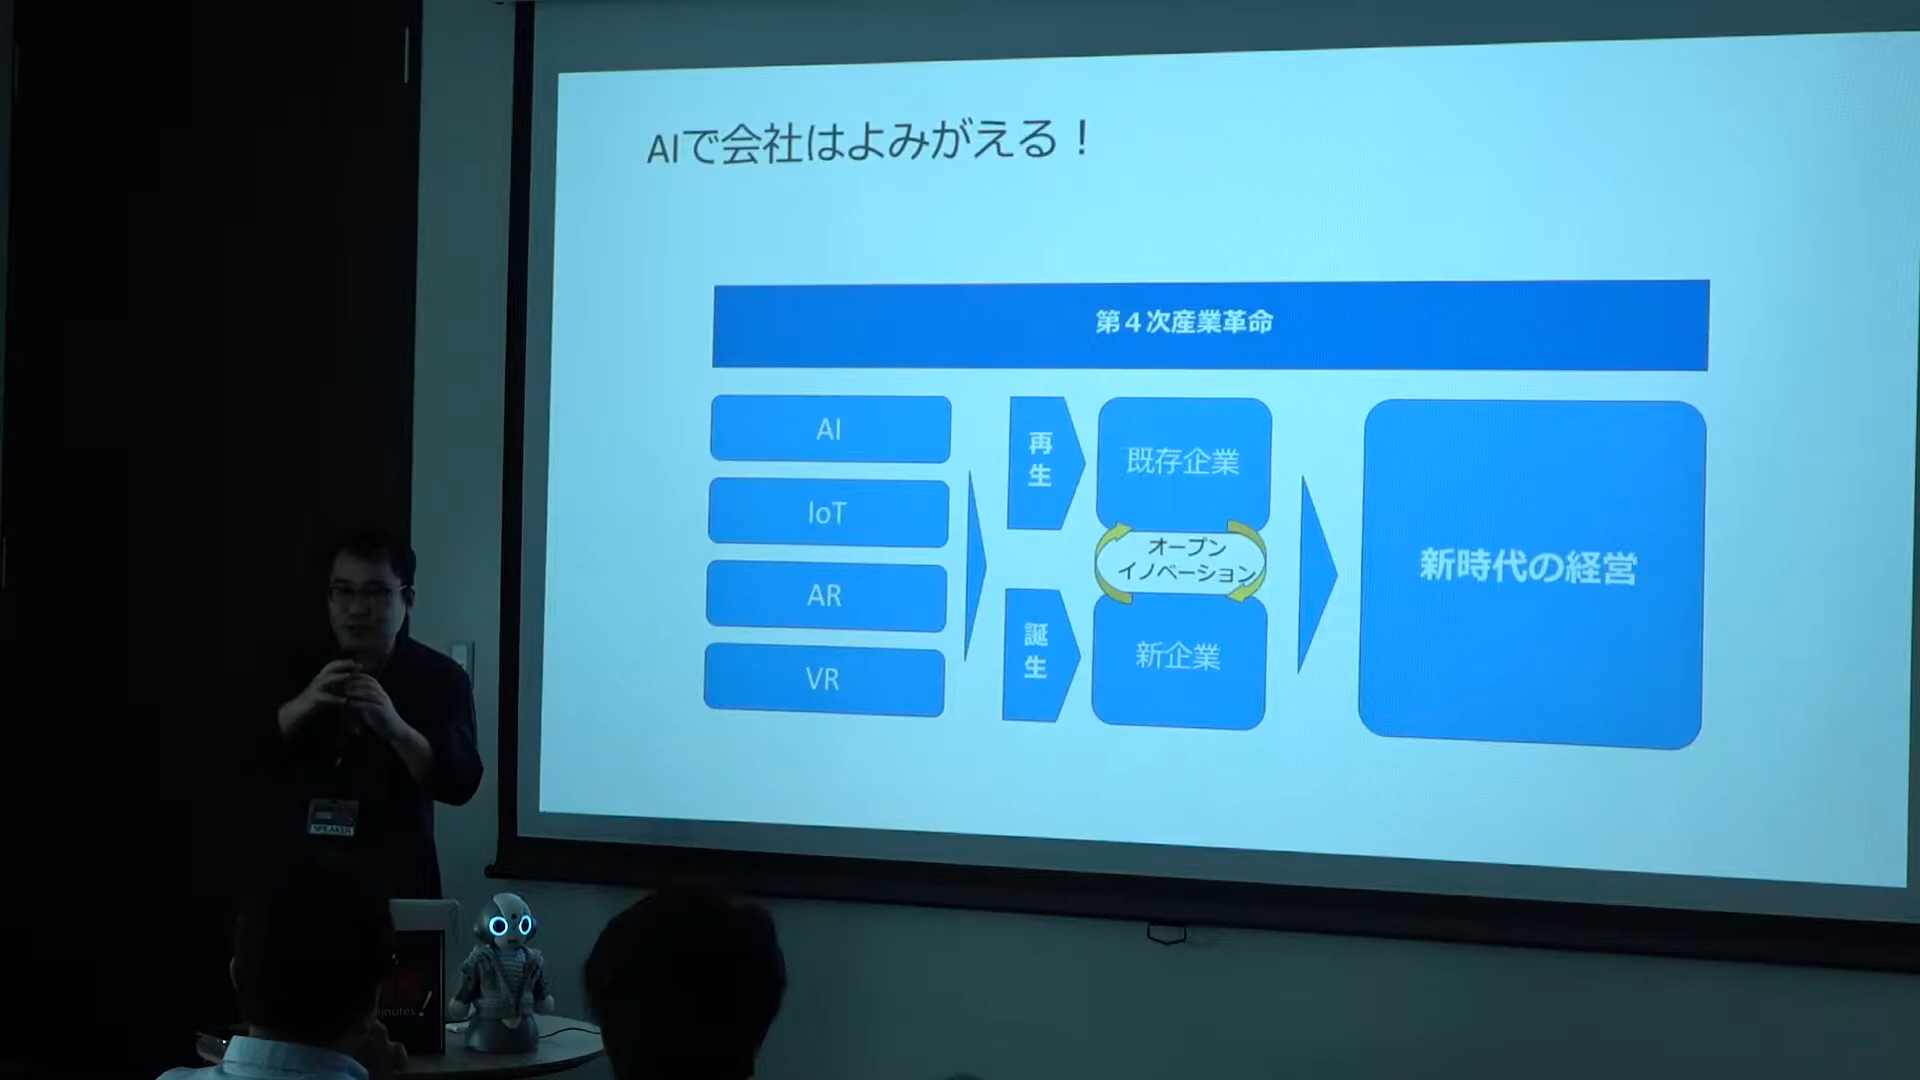 AIで会社はよみがえる！
第４次産業革命
AI
IoT
AR
VR
再生
誕生
既存企業
オープン
イノベーション
新企業
新時代の経営
SPEAKER
minutes!